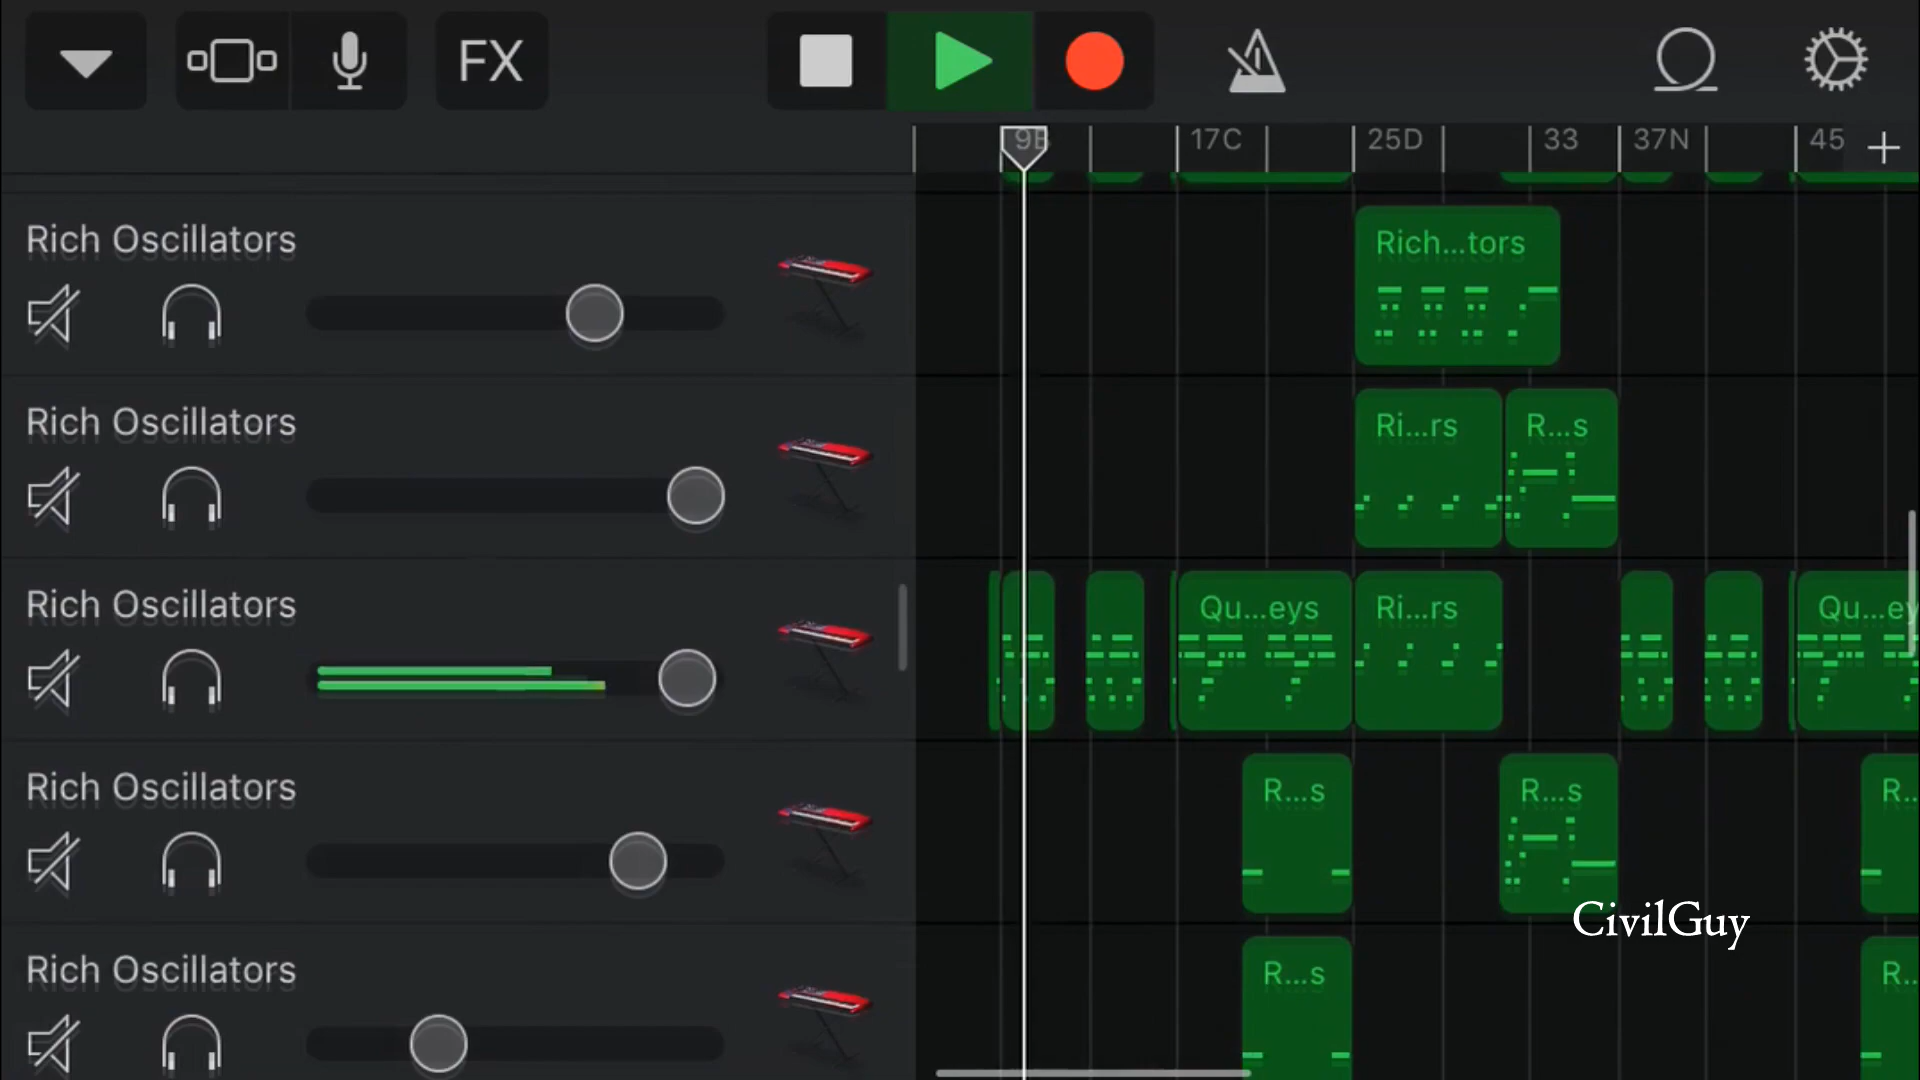 FX
9B 17C 25D 33 37N 45
Rich Oscillators
Rich...tors
Rich Oscillators
Ri...rs R...s
Rich Oscillators
Qu...eys Ri...rs Qu...ey
Rich Oscillators
R...s R...s R...
CivilGuy
Rich Oscillators
R...s R...